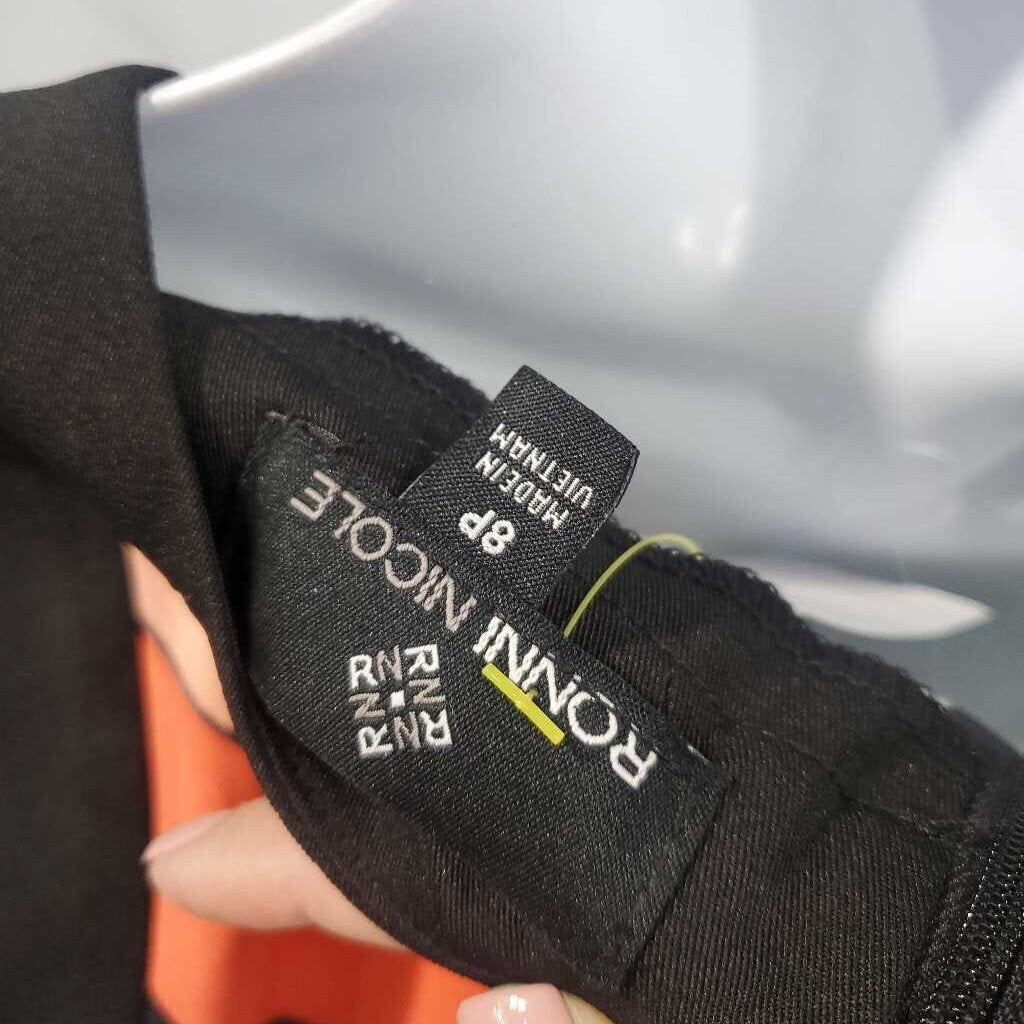 RONNI NICOLE
RN RN
RN RN
8P
MADE IN
VIETNAM